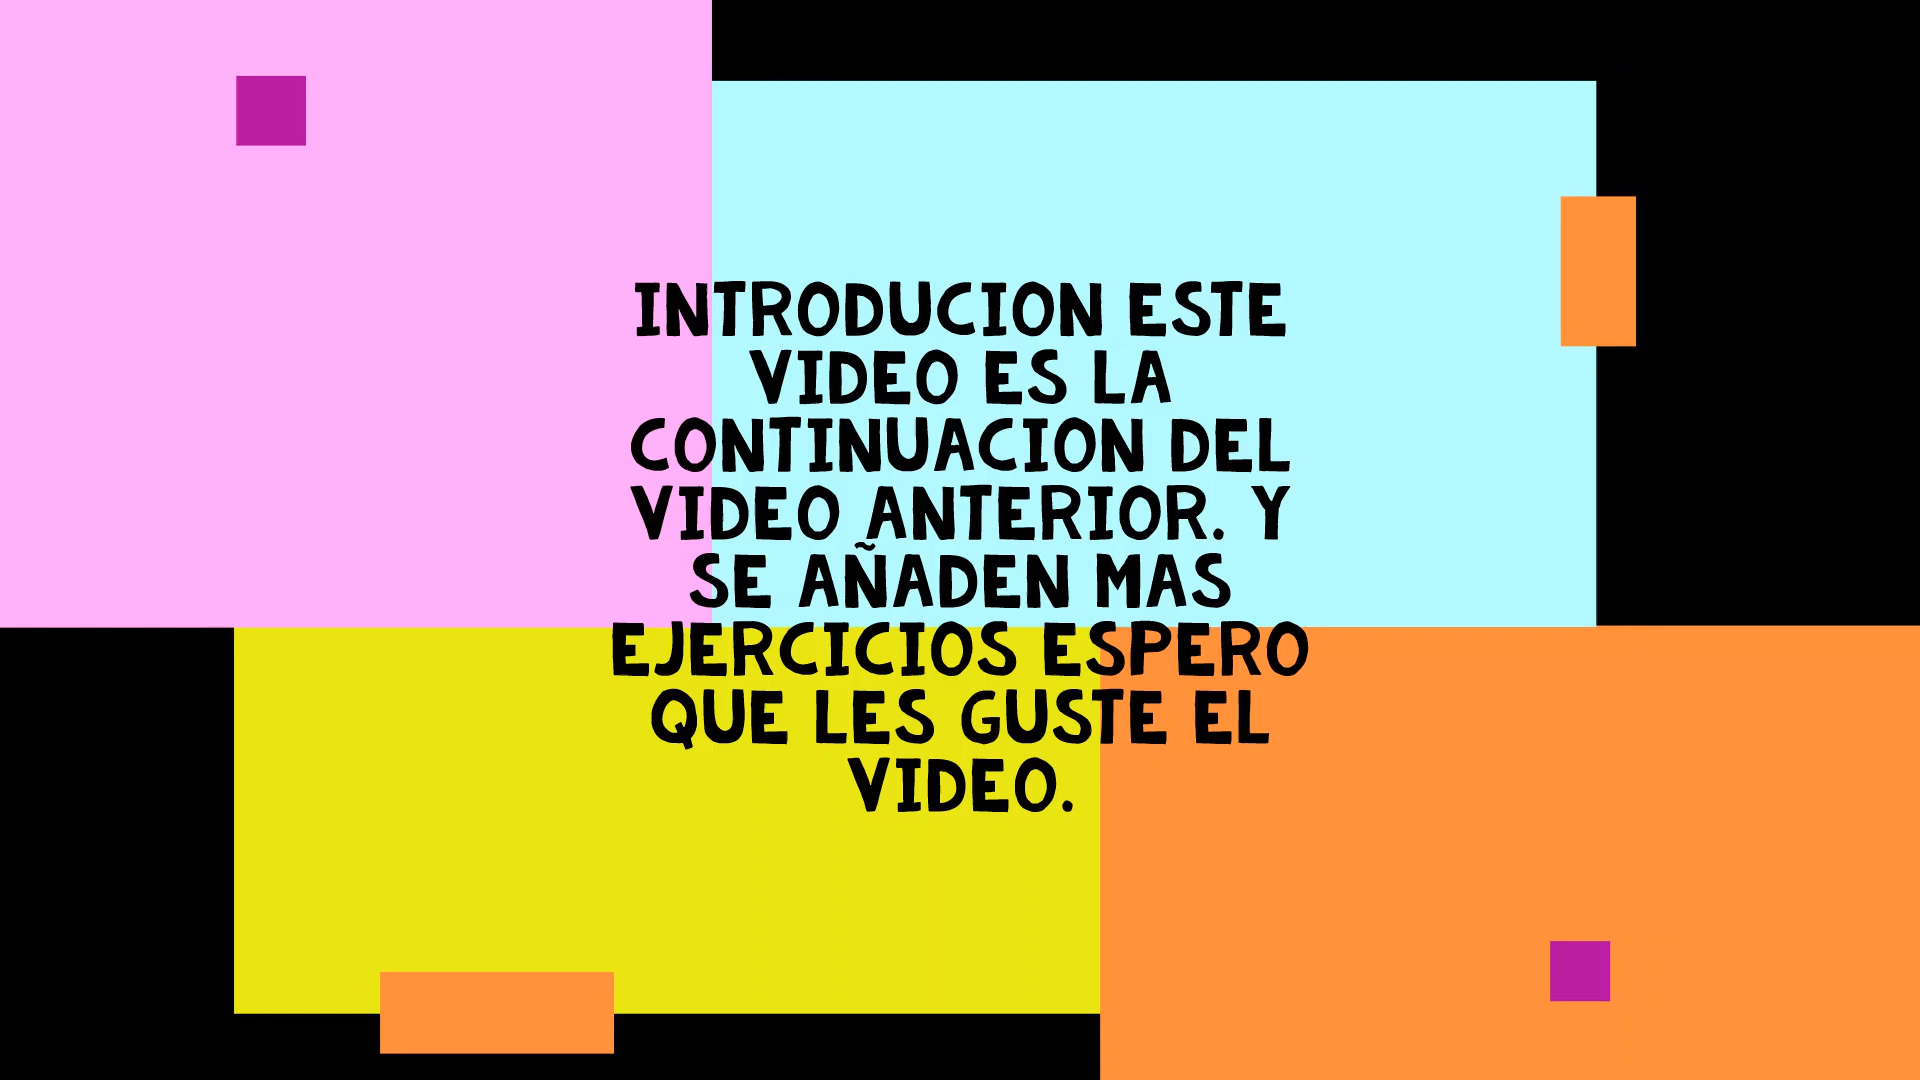 INTRODUCION ESTE
VIDEO ES LA
CONTINUACION DEL
VIDEO ANTERIOR. Y
SE AÑADEN MAS
EJERCICIOS ESPERO
QUE LES GUSTE EL
VIDEO.